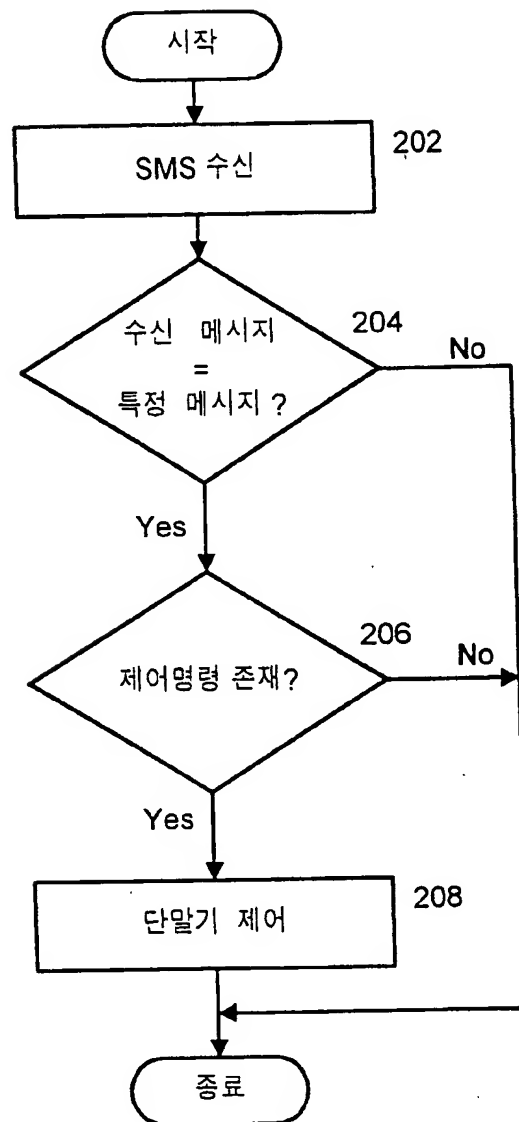 시작
SMS 수신
202
수신 메시지
=
특정 메시지 ?
204
No
Yes
제어명령 존재?
206
No
Yes
단말기 제어
208
종료